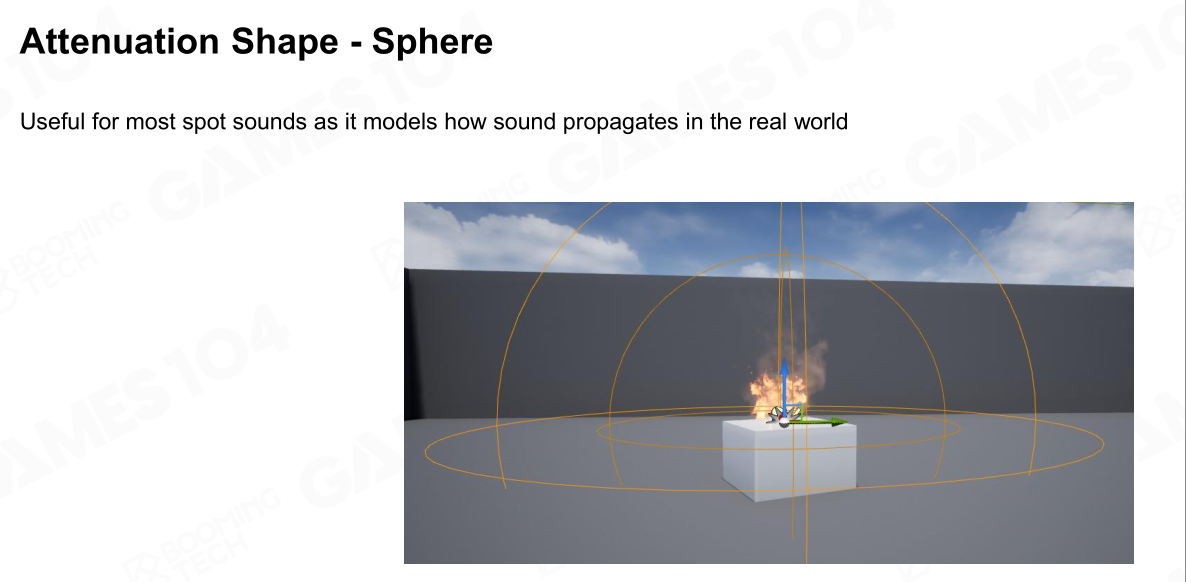 Attenuation Shape - Sphere
Useful for most spot sounds as it models how sound propagates in the real world
GAMES104
BOOMING
TECH